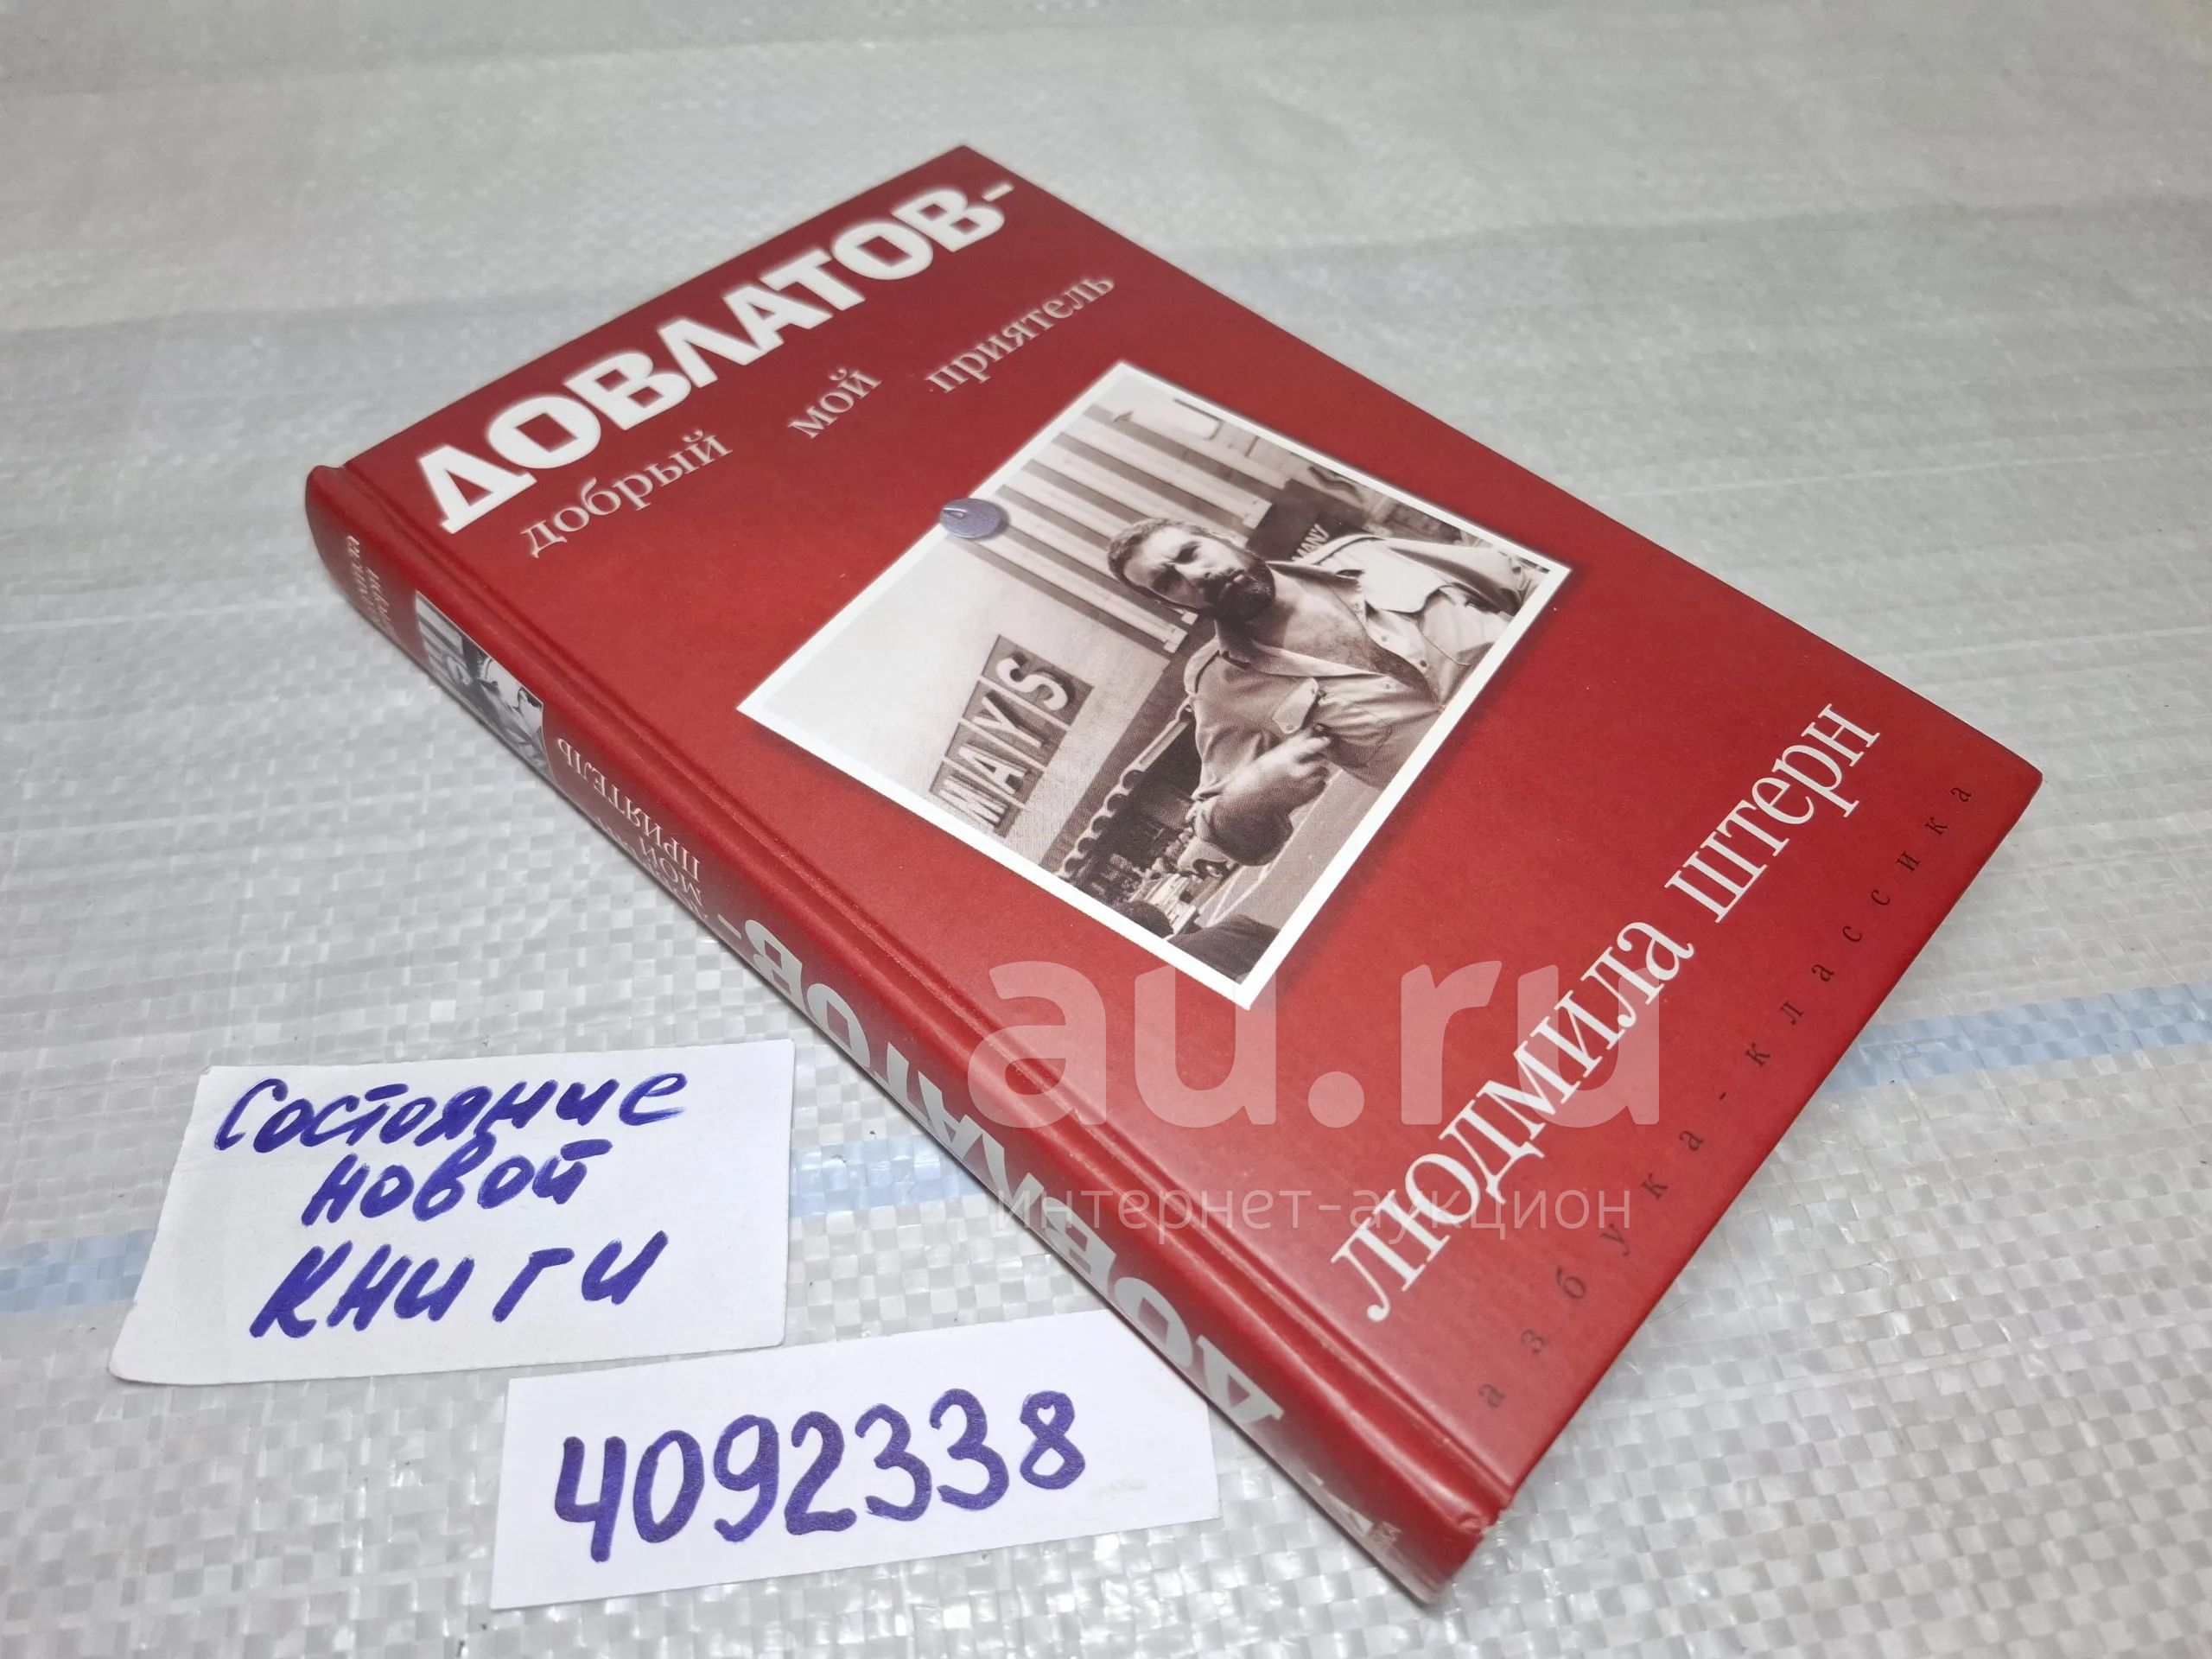 ДОВЛАТОВ-
добрый мой приятель
MAYS
ЛЮДМИЛА ШТЕРН
азбука-классика
ПРИЯТЕЛЬ
ДОВЛАТОВ-
au.ru
интернет-аукцион
Состояние
новой
книги
4092338